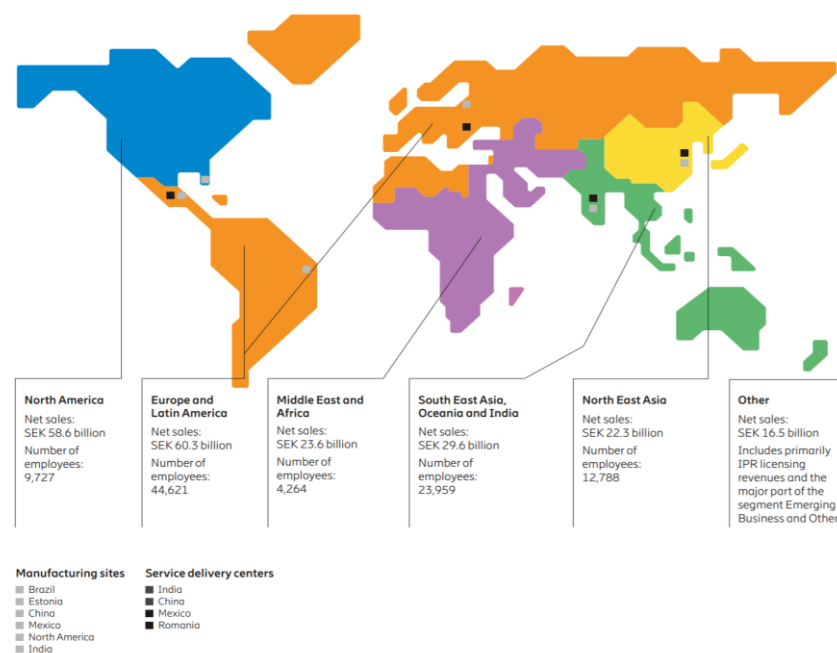 North America
Net sales:
SEK 58.6 billion
Number of
employees:
9,727
Europe and
Latin America
Net sales:
SEK 60.3 billion
Number of
employees:
44,621
Middle East and
Africa
Net sales:
SEK 23.6 billion
Number of
employees:
4,264
South East Asia,
Oceania and India
Net sales:
SEK 29.6 billion
Number of
employees:
23,959
North East Asia
Net sales:
SEK 22.3 billion
Number of
employees:
12,788
Other
Net sales:
SEK 16.5 billion
Includes primarily
IPR licensing
revenues and the
major part of the
segment Emerging
Business and Other
Manufacturing sites
Brazil
Estonia
China
Mexico
North America
India
Service delivery centers
India
China
Mexico
Romania